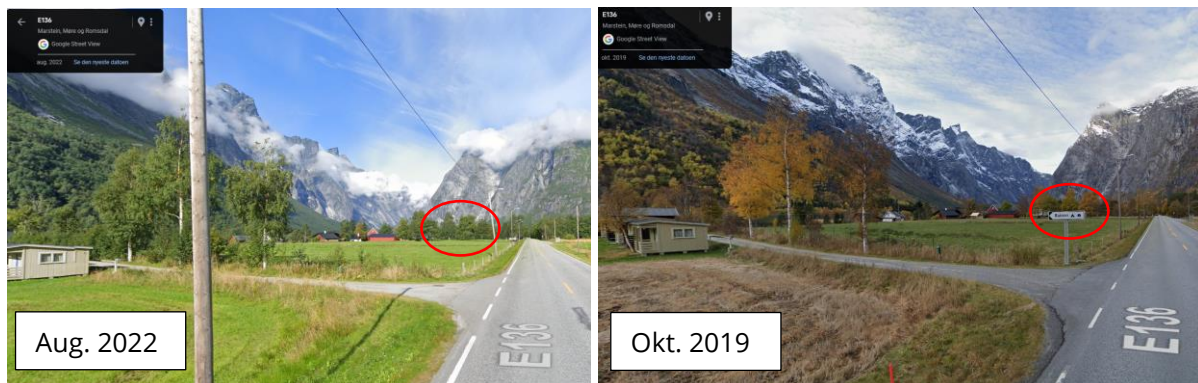 E136
Marstein, Møre og Romsdal
Google Street View
aug. 2022 Se den nyeste datoen
E136
Aug. 2022
E136
Marstein, Møre og Romsdal
Google Street View
okt. 2019 Se den nyeste datoen
E136
Okt. 2019